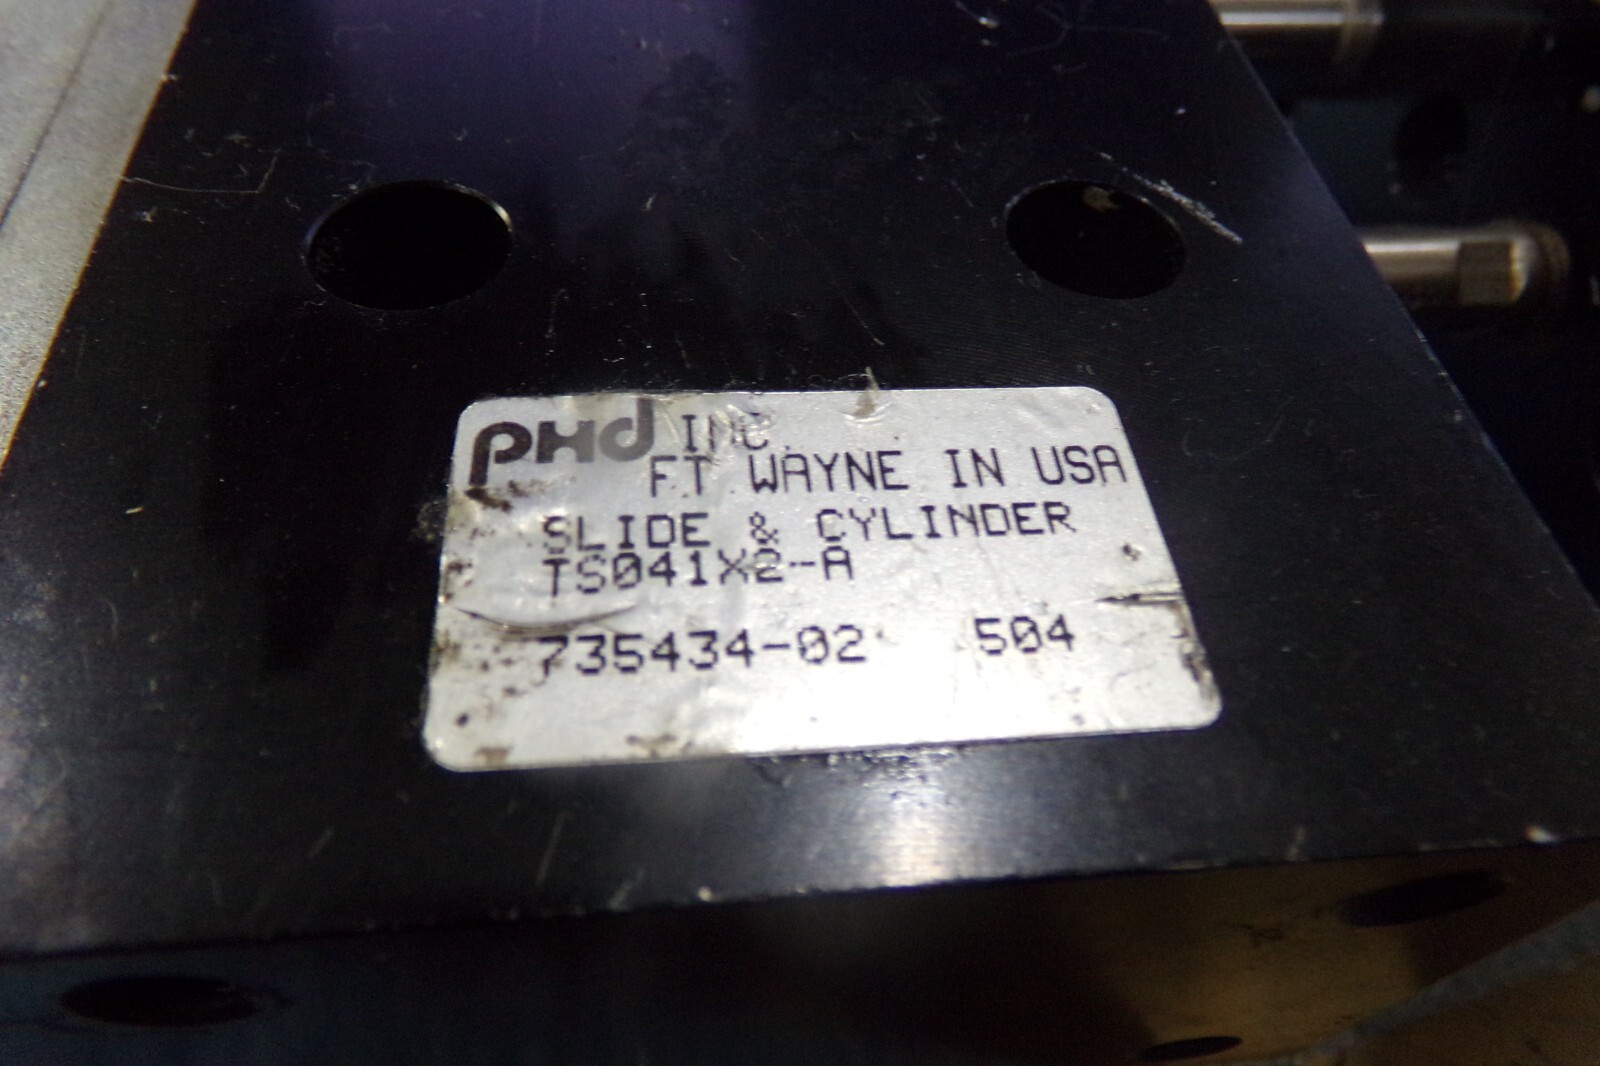 PHD INC.
FT WAYNE IN USA
SLIDE & CYLINDER
TS041X2-A
735434-02 504